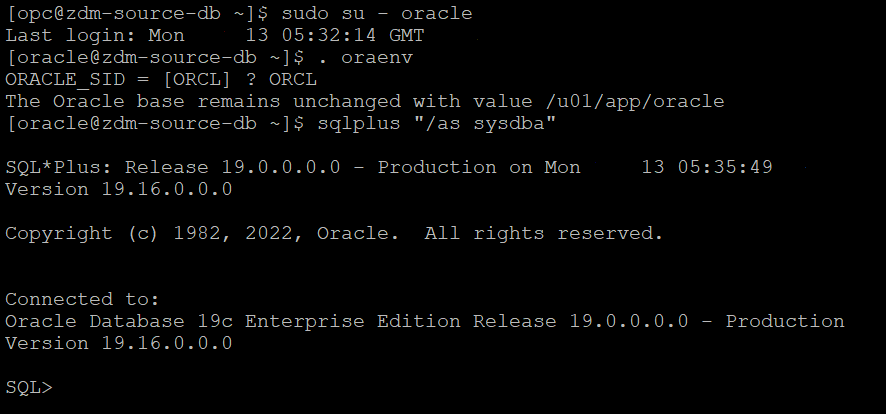 [opc@zdm-source-db ~]$ sudo su - oracle
Last login: Mon     13 05:32:14 GMT
[oracle@zdm-source-db ~]$ . oraenv
ORACLE_SID = [ORCL] ? ORCL
The Oracle base remains unchanged with value /u01/app/oracle
[oracle@zdm-source-db ~]$ sqlplus "/as sysdba"

SQL*Plus: Release 19.0.0.0.0 - Production on Mon     13 05:35:49
Version 19.16.0.0.0

Copyright (c) 1982, 2022, Oracle.  All rights reserved.


Connected to:
Oracle Database 19c Enterprise Edition Release 19.0.0.0.0 - Production
Version 19.16.0.0.0

SQL>